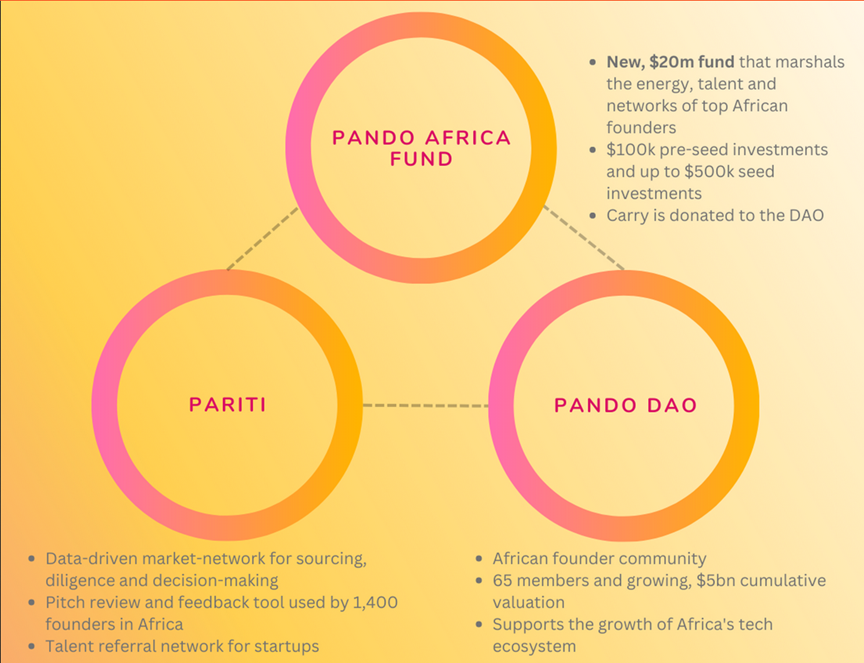 PANDO AFRICA
FUND
• New, $20m fund that marshals
the energy, talent and
networks of top African
founders
• $100k pre-seed investments
and up to $500k seed
investments
• Carry is donated to the DAO
PARITI
PANDO DAO
• Data-driven market-network for sourcing,
diligence and decision-making
• Pitch review and feedback tool used by 1,400
founders in Africa
• Talent referral network for startups
• African founder community
• 65 members and growing, $5bn cumulative
valuation
• Supports the growth of Africa's tech
ecosystem